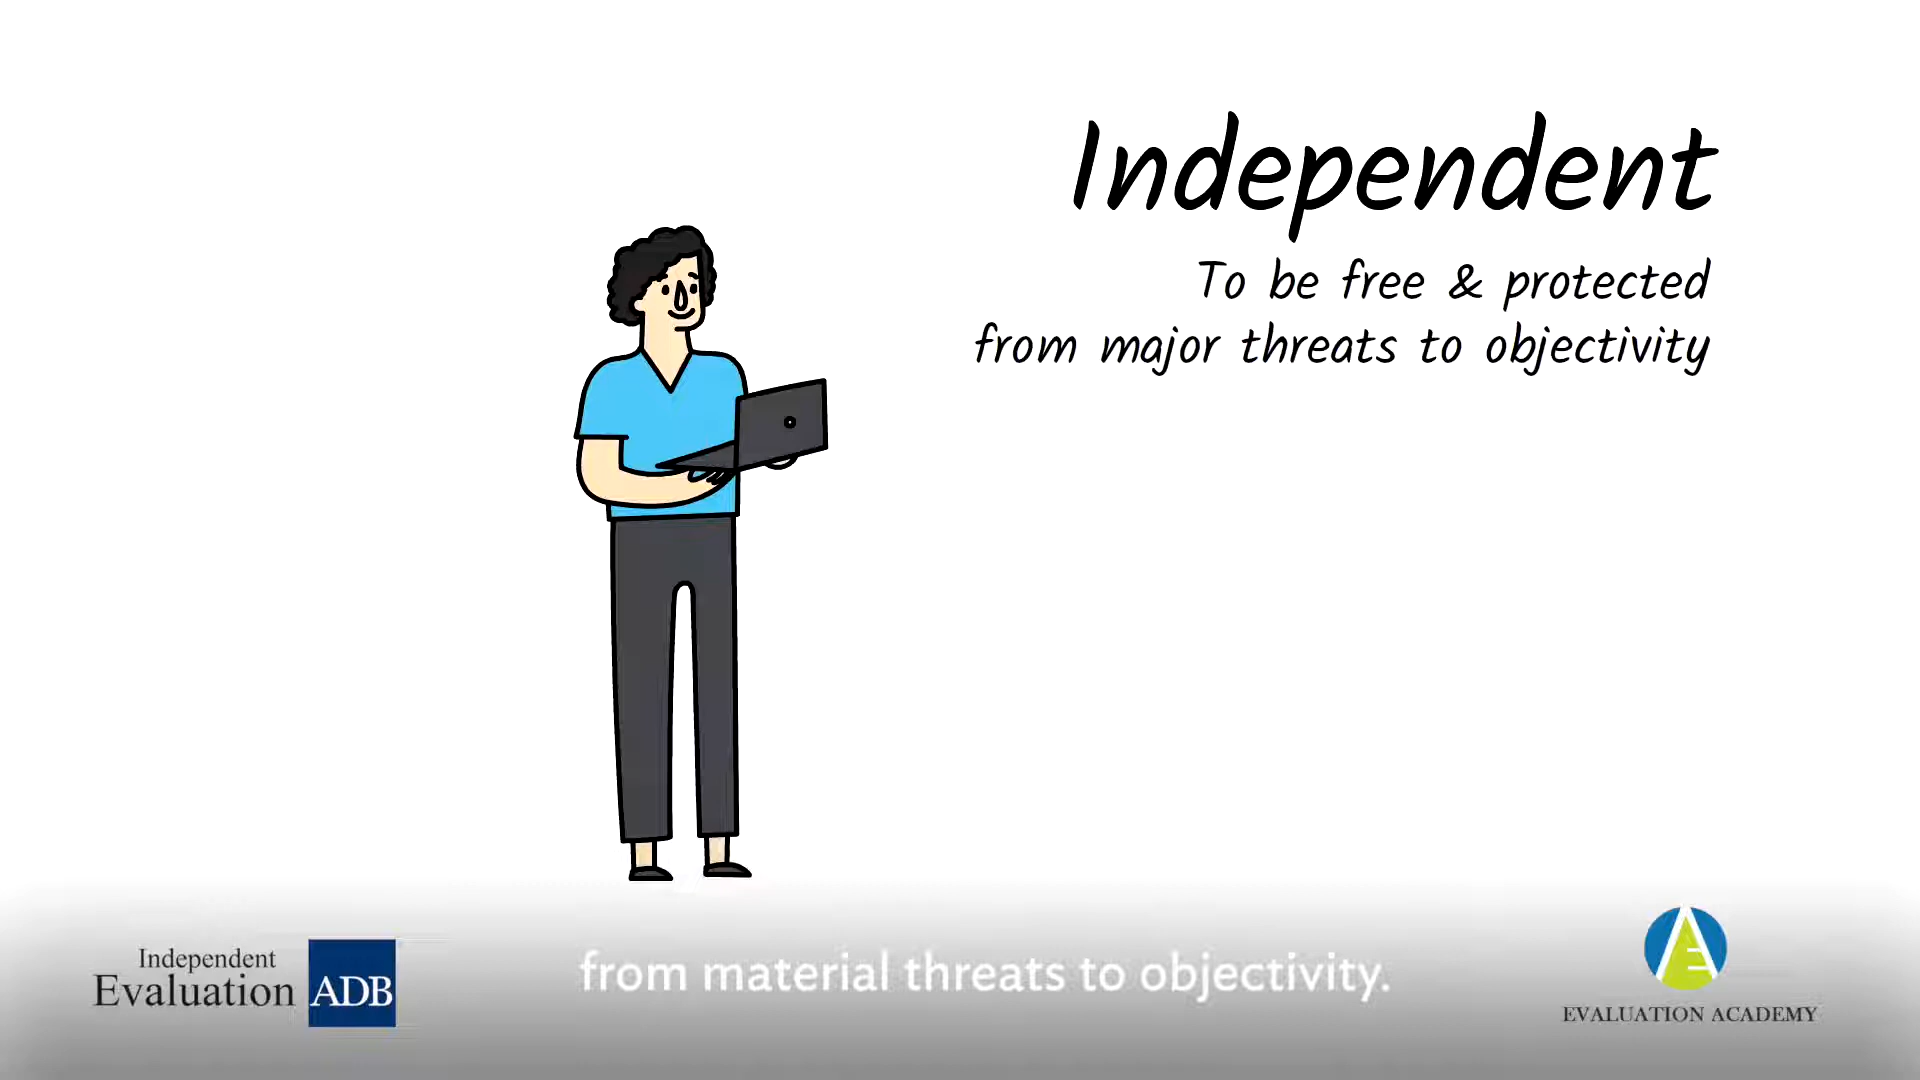 Independent
To be free & protected
from major threats to objectivity
Independent
Evaluation
ADB
from material threats to objectivity.
EVALUATION ACADEMY